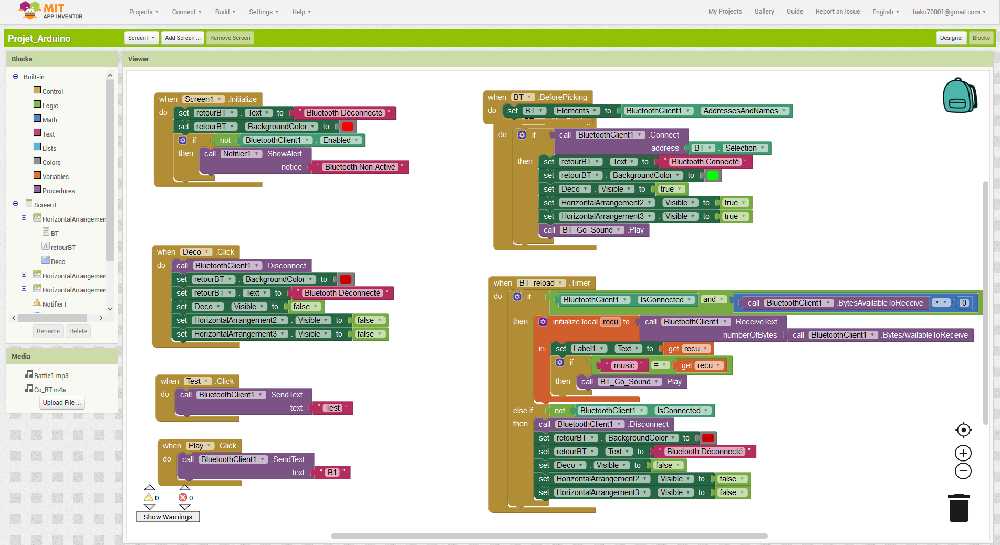 MIT
APP INVENTOR
Projects
Connect
Build
Settings
Help
My Projects
Gallery
Guide
Report an Issue
English
haku70001@gmail.com
Projet_Arduino
Screen1
Add Screen ...
Remove Screen
Designer
Blocks
Blocks
Built-in
Control
Logic
Math
Text
Lists
Colors
Variables
Procedures
Screen1
HorizontalArrangemen
BT
retourBT
Deco
HorizontalArrangemen
HorizontalArrangemen
Notifier1
Rename
Delete
Media
Battle1.mp3
Co_BT.m4a
Upload File ...
Viewer
when Screen1 .Initialize
do set retourBT . Text to “ Bluetooth Déconnecté ”
set retourBT . BackgroundColor to
if not BluetoothClient1 . Enabled
then call Notifier1 .ShowAlert
notice “ Bluetooth Non Activé ”
when Deco .Click
do call BluetoothClient1 .Disconnect
set retourBT . BackgroundColor to
set retourBT . Text to “ Bluetooth Déconnecté ”
set Deco . Visible to false
set HorizontalArrangement2 . Visible to false
set HorizontalArrangement3 . Visible to false
when Test .Click
do call BluetoothClient1 .SendText
text “ Test ”
when Play .Click
do call BluetoothClient1 .SendText
text “ B1 ”
0 0
Show Warnings
when BT .BeforePicking
do set BT . Elements to BluetoothClient1 . AddressesAndNames
do if call BluetoothClient1 .Connect
address BT . Selection
then set retourBT . Text to “ Bluetooth Connecté ”
set retourBT . BackgroundColor to
set Deco . Visible to true
set HorizontalArrangement2 . Visible to true
set HorizontalArrangement3 . Visible to true
call BT_Co_Sound .Play
when BT_reload .Timer
do if BluetoothClient1 . IsConnected and call BluetoothClient1 .BytesAvailableToReceive > 0
then initialize local recu to call BluetoothClient1 .ReceiveText
numberOfBytes call BluetoothClient1 .BytesAvailableToReceive
in set Label1 . Text to get recu
if “ music ” = get recu
then call BT_Co_Sound .Play
else if not BluetoothClient1 . IsConnected
then call BluetoothClient1 .Disconnect
set retourBT . BackgroundColor to
set retourBT . Text to “ Bluetooth Déconnecté ”
set Deco . Visible to false
set HorizontalArrangement2 . Visible to false
set HorizontalArrangement3 . Visible to false